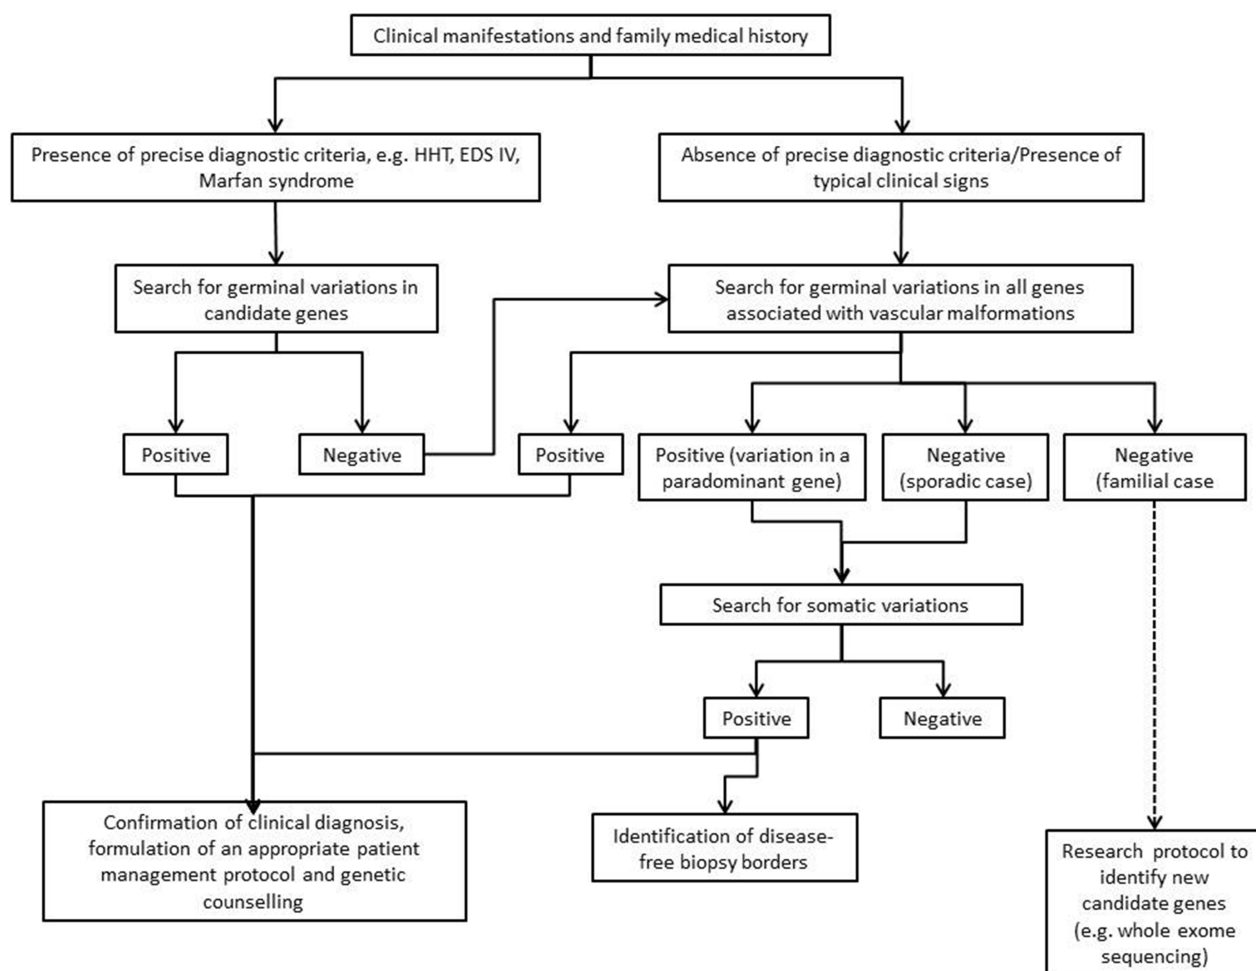 Clinical manifestations and family medical history
Presence of precise diagnostic criteria, e.g. HHT, EDS IV,
Marfan syndrome
Absence of precise diagnostic criteria/Presence of
typical clinical signs
Search for germinal variations in
candidate genes
Search for germinal variations in all genes
associated with vascular malformations
Positive
Negative
Positive
Positive (variation in a
paradominant gene)
Negative
(sporadic case)
Negative
(familial case
Search for somatic variations
Positive
Negative
Confirmation of clinical diagnosis,
formulation of an appropriate patient
management protocol and genetic
counselling
Identification of disease-
free biopsy borders
Research protocol to
identify new
candidate genes
(e.g. whole exome
sequencing)